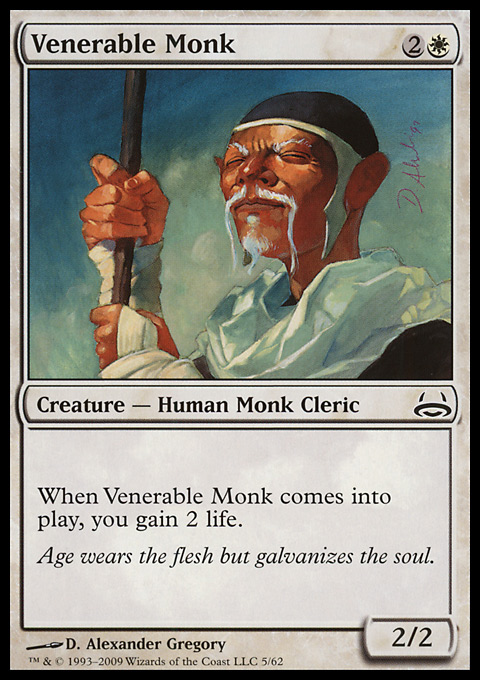 Venerable Monk 2
Creature — Human Monk Cleric
When Venerable Monk comes into
play, you gain 2 life.
Age wears the flesh but galvanizes the soul.
D. Alexander Gregory
2/2
™ & © 1993–2009 Wizards of the Coast LLC 5/62